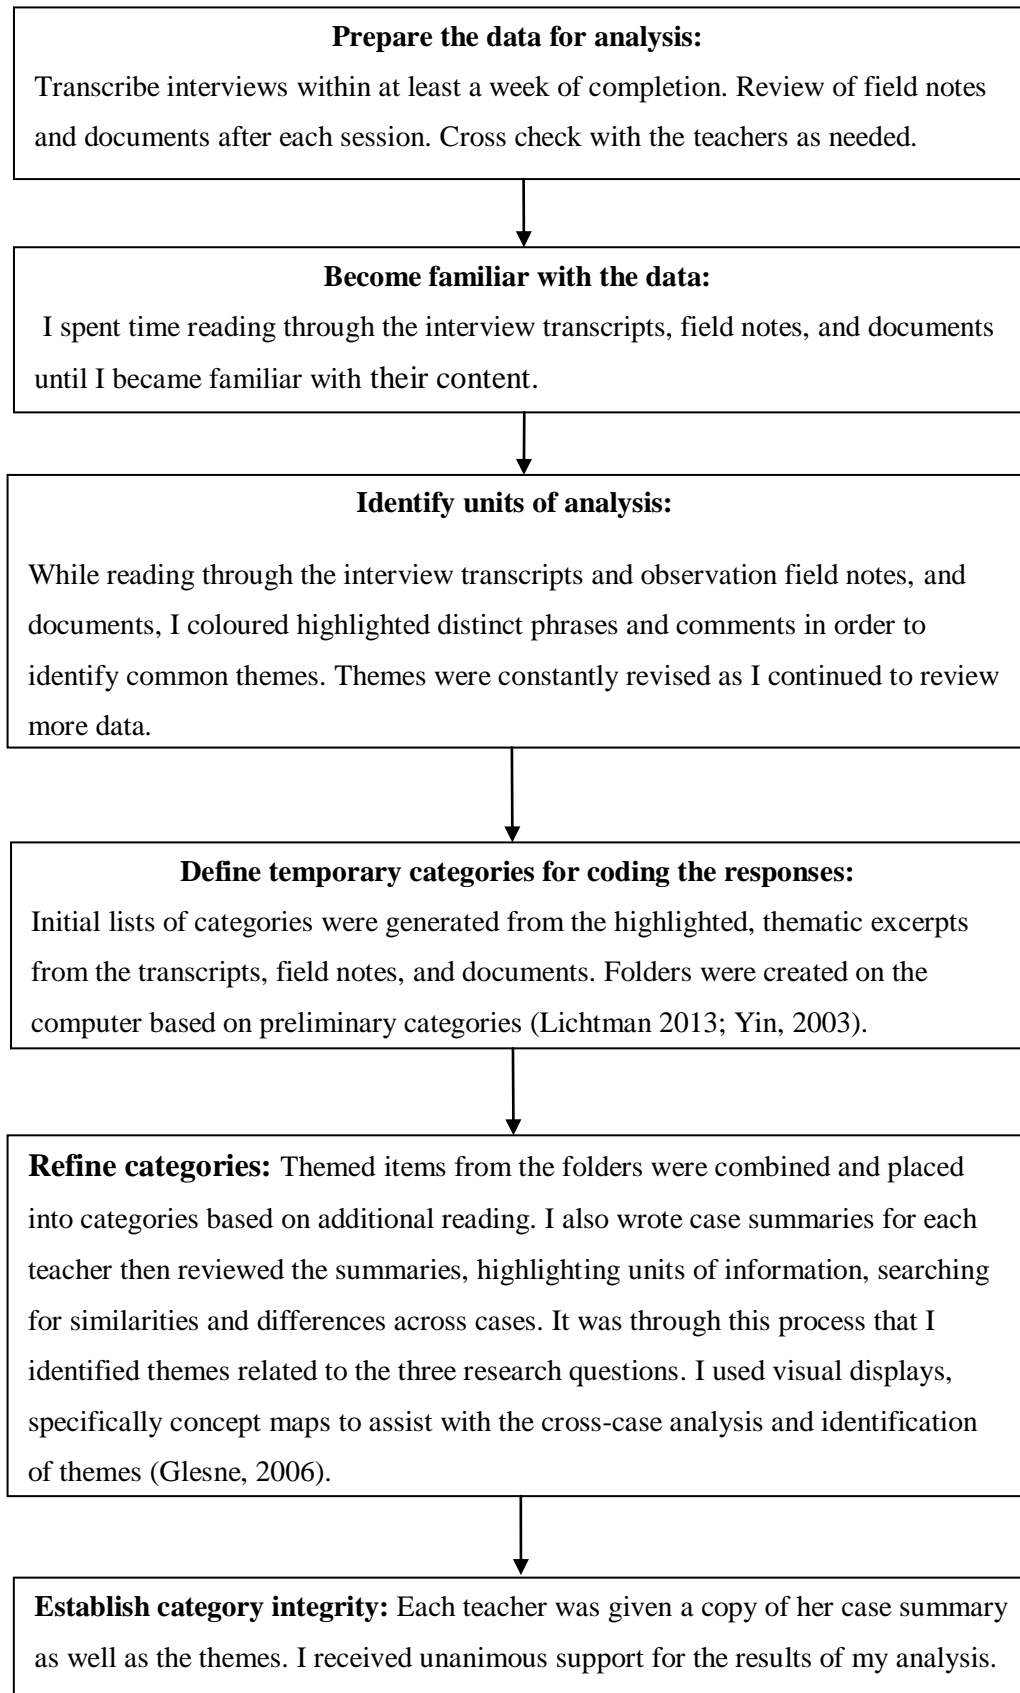 Prepare the data for analysis:
Transcribe interviews within at least a week of completion. Review of field notes
and documents after each session. Cross check with the teachers as needed.
Become familiar with the data:
I spent time reading through the interview transcripts, field notes, and documents
until I became familiar with their content.
Identify units of analysis:
While reading through the interview transcripts and observation field notes, and
documents, I coloured highlighted distinct phrases and comments in order to
identify common themes. Themes were constantly revised as I continued to review
more data.
Define temporary categories for coding the responses:
Initial lists of categories were generated from the highlighted, thematic excerpts
from the transcripts, field notes, and documents. Folders were created on the
computer based on preliminary categories (Lichtman 2013; Yin, 2003).
Refine categories: Themed items from the folders were combined and placed
into categories based on additional reading. I also wrote case summaries for each
teacher then reviewed the summaries, highlighting units of information, searching
for similarities and differences across cases. It was through this process that I
identified themes related to the three research questions. I used visual displays,
specifically concept maps to assist with the cross-case analysis and identification
of themes (Glesne, 2006).
Establish category integrity: Each teacher was given a copy of her case summary
as well as the themes. I received unanimous support for the results of my analysis.